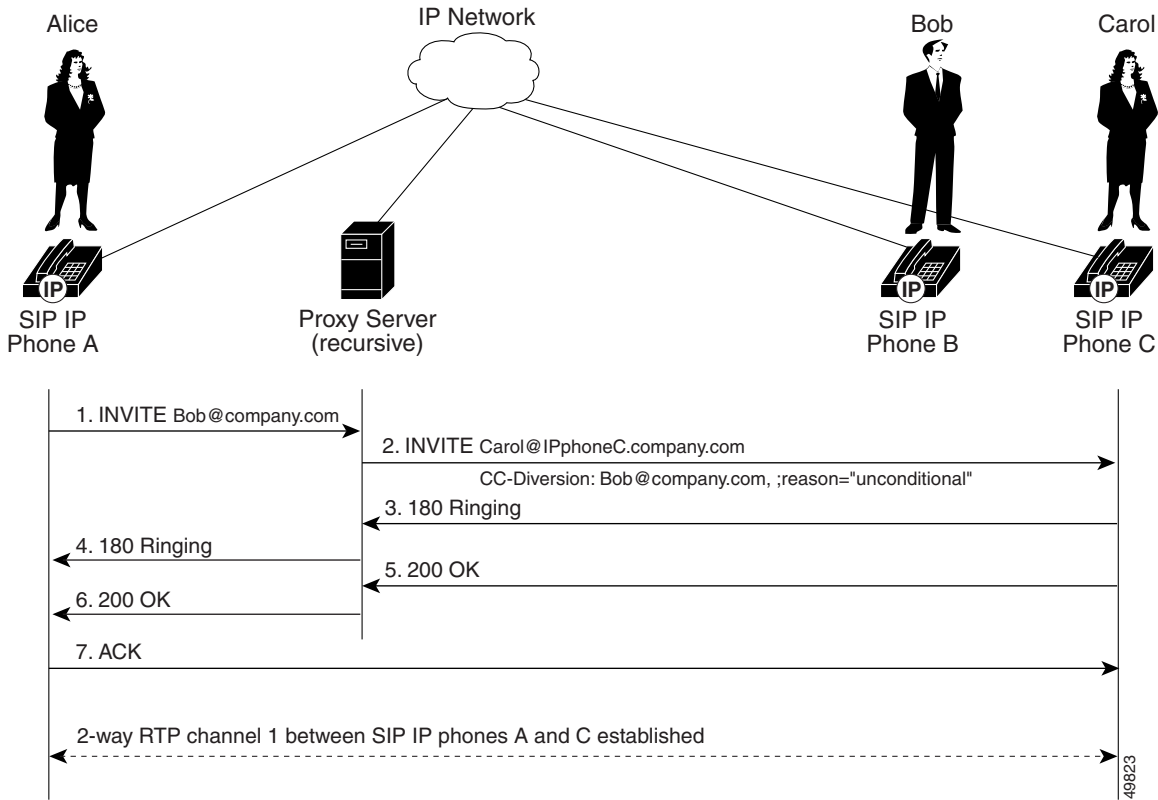 Alice
IP Network
Bob
Carol
IP
IP
IP
SIP IP
Phone A
Proxy Server
(recursive)
SIP IP
Phone B
SIP IP
Phone C
1. INVITE Bob@company.com
2. INVITE Carol@IPphoneC.company.com
CC-Diversion: Bob@company.com, ;reason="unconditional"
3. 180 Ringing
4. 180 Ringing
5. 200 OK
6. 200 OK
7. ACK
2-way RTP channel 1 between SIP IP phones A and C established
49823